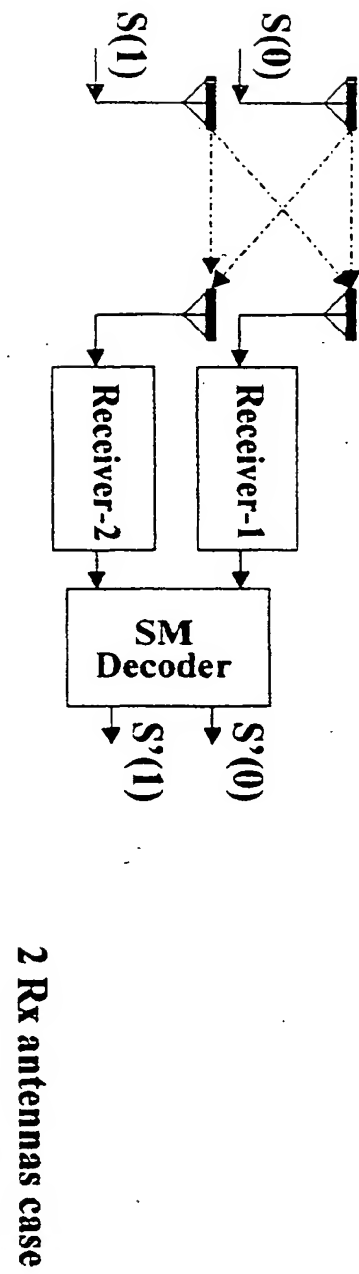 S(0)
S(1)
Receiver-1
Receiver-2
SM
Decoder
S'(0)
S'(1)
2 Rx antennas case